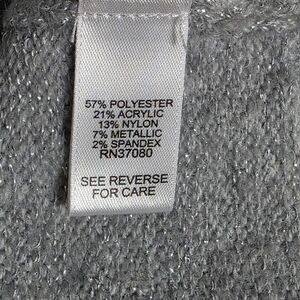 57% POLYESTER
21% ACRYLIC
13% NYLON
7% METALLIC
2% SPANDEX
RN37080
SEE REVERSE
FOR CARE